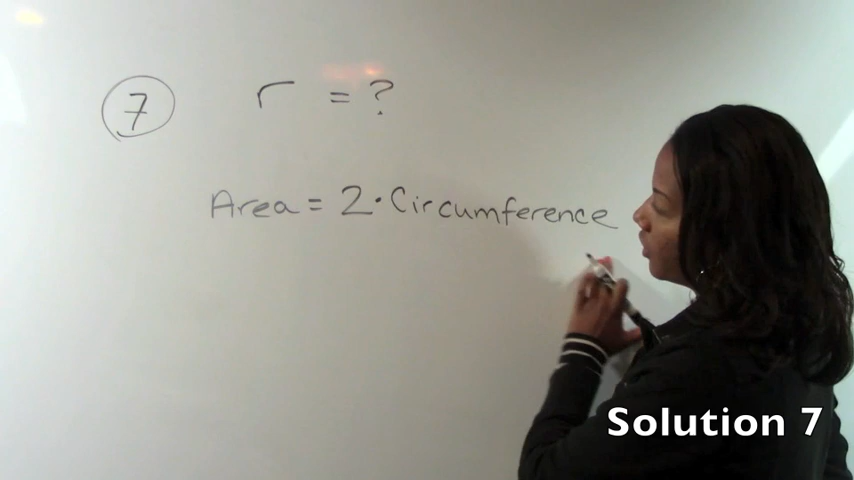 7 r = ?
Area = 2 · Circumference
Solution 7